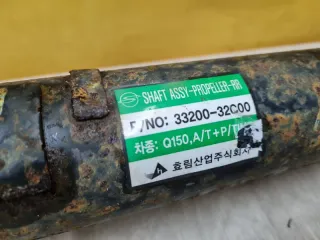 SHAFT ASSY-PROPELLER-RR
P/NO: 33200-32C00
차종: Q150, A/T+P/T
효림산업주식회사